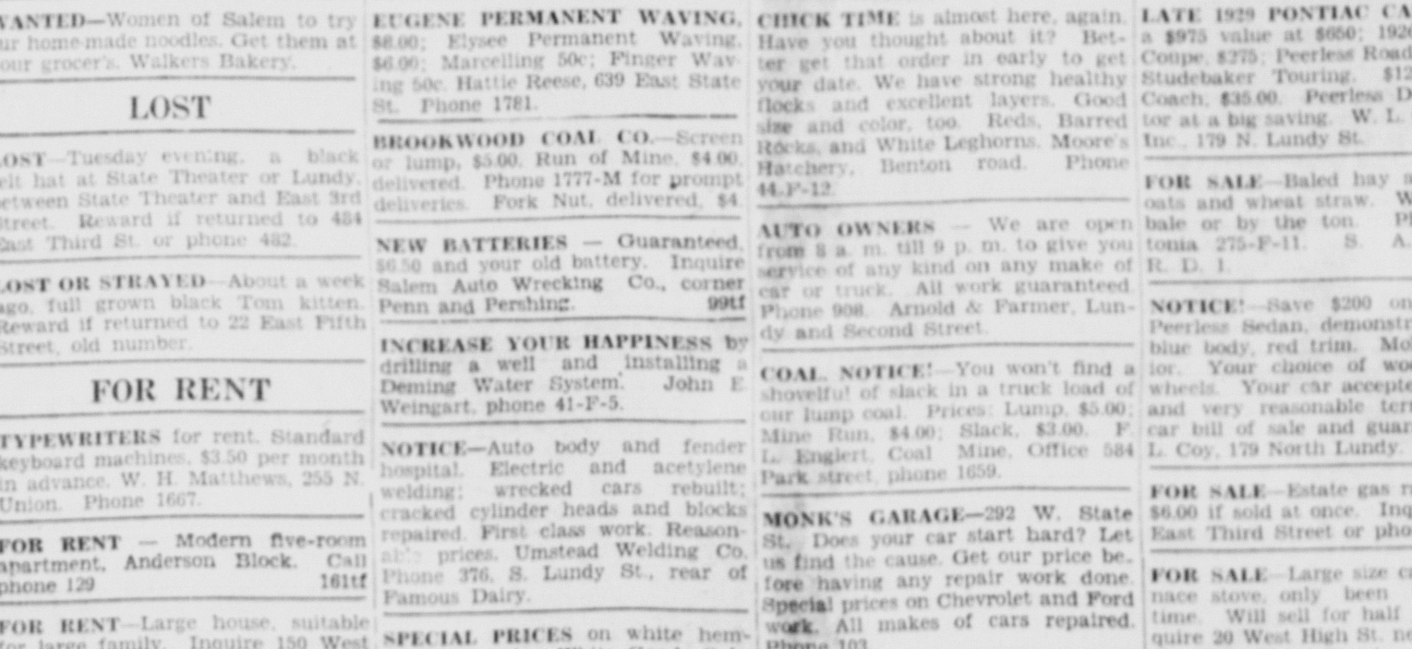 WANTED—Women of Salem to try
our home-made noodles. Get them at
your grocer's. Walkers Bakery.
LOST
LOST—Tuesday evening, a black
felt hat at State Theater or Lundy,
between State Theater and East 3rd
Street. Reward if returned to 484
East Third St. or phone 482.
LOST OR STRAYED—About a week
ago, full grown black Tom kitten.
Reward if returned to 22 East Fifth
Street, old number.
FOR RENT
TYPEWRITERS for rent. Standard
keyboard machines, $3.50 per month
in advance. W. H. Matthews, 255 N.
Union. Phone 1667.
FOR RENT — Modern five-room
apartment, Anderson Block. Call
phone 129 161tf
FOR RENT—Large house, suitable
for large family. Inquire 150 West
EUGENE PERMANENT WAVING,
$8.00; Elysee Permanent Waving,
$6.00; Marcelling 50c; Finger Wav-
ing 50c. Hattie Reese, 639 East State
St. Phone 1781.
BROOKWOOD COAL CO.—Screen
or lump, $5.00. Run of Mine, $4.00,
delivered. Phone 1777-M for prompt
deliveries. Fork Nut, delivered, $4.
NEW BATTERIES — Guaranteed,
$6.50 and your old battery. Inquire
Salem Auto Wrecking Co., corner
Penn and Pershing. 99tf
INCREASE YOUR HAPPINESS by
drilling a well and installing a
Deming Water System. John E.
Weingart, phone 41-F-5.
NOTICE—Auto body and fender
hospital. Electric and acetylene
welding; wrecked cars rebuilt;
cracked cylinder heads and blocks
repaired. First class work. Reason-
able prices. Umstead Welding Co.
Phone 376, S. Lundy St., rear of
Famous Dairy.
SPECIAL PRICES on white hem-
CHICK TIME is almost here, again.
Have you thought about it? Bet-
ter get that order in early to get
your date. We have strong healthy
flocks and excellent layers. Good
size and color, too. Reds, Barred
Rocks, and White Leghorns. Moore's
Hatchery, Benton road. Phone
44-F-12.
AUTO OWNERS — We are open
from 8 a. m. till 9 p. m. to give you
service of any kind on any make of
car or truck. All work guaranteed.
Phone 908. Arnold & Farmer, Lun-
dy and Second Street.
COAL NOTICE!—You won't find a
shovelful of slack in a truck load of
our lump coal. Prices: Lump, $5.00;
Mine Run, $4.00; Slack, $3.00. F.
L. Englert, Coal Mine, Office 584
Park street, phone 1659.
MONK'S GARAGE—292 W. State
St. Does your car start hard? Let
us find the cause. Get our price be-
fore having any repair work done.
Special prices on Chevrolet and Ford
work. All makes of cars repaired.
Phone 103
LATE 1929 PONTIAC CA
a $975 value at $650; 192
Coupe, $275; Peerless Road
Studebaker Touring, $12
Coach, $35.00. Peerless D
tor at a big saving. W. L.
Inc., 179 N. Lundy St.
FOR SALE—Baled hay a
oats and wheat straw. W
bale or by the ton. Ph
tonia 275-F-11. S. A.
R. D. 1.
NOTICE!—Save $200 on
Peerless Sedan, demonstr
blue body, red trim. Mo
ior. Your choice of woo
wheels. Your car accepte
and very reasonable ter
car bill of sale and guar
L. Coy, 179 North Lundy.
FOR SALE—Estate gas r
$6.00 if sold at once. Inq
East Third Street or pho
FOR SALE—Large size c
nace stove, only been
time. Will sell for half
quire 20 West High St. ne